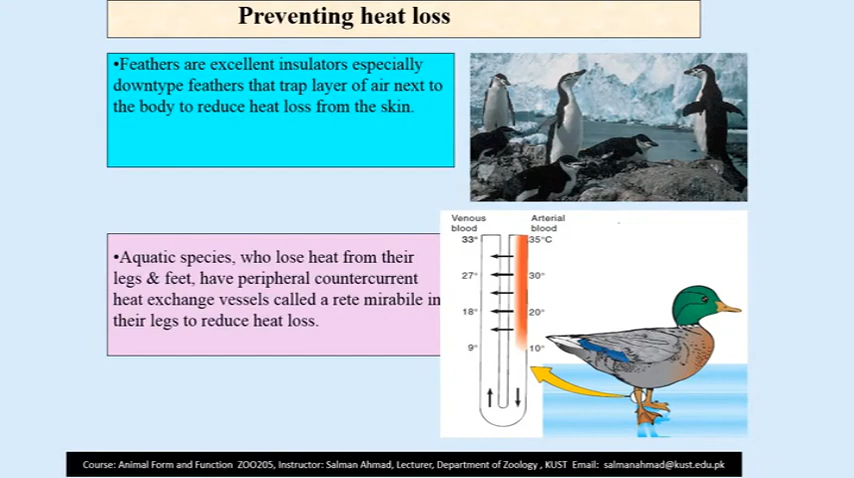 Preventing heat loss
•Feathers are excellent insulators especially
downtype feathers that trap layer of air next to
the body to reduce heat loss from the skin.
•Aquatic species, who lose heat from their
legs & feet, have peripheral countercurrent
heat exchange vessels called a rete mirabile in
their legs to reduce heat loss.
Venous Arterial
blood blood
33° 35°C
27° 30°
18° 20°
9° 10°
Course: Animal Form and Function ZOO205, Instructor: Salman Ahmad, Lecturer, Department of Zoology , KUST Email: salmanahmad@kust.edu.pk